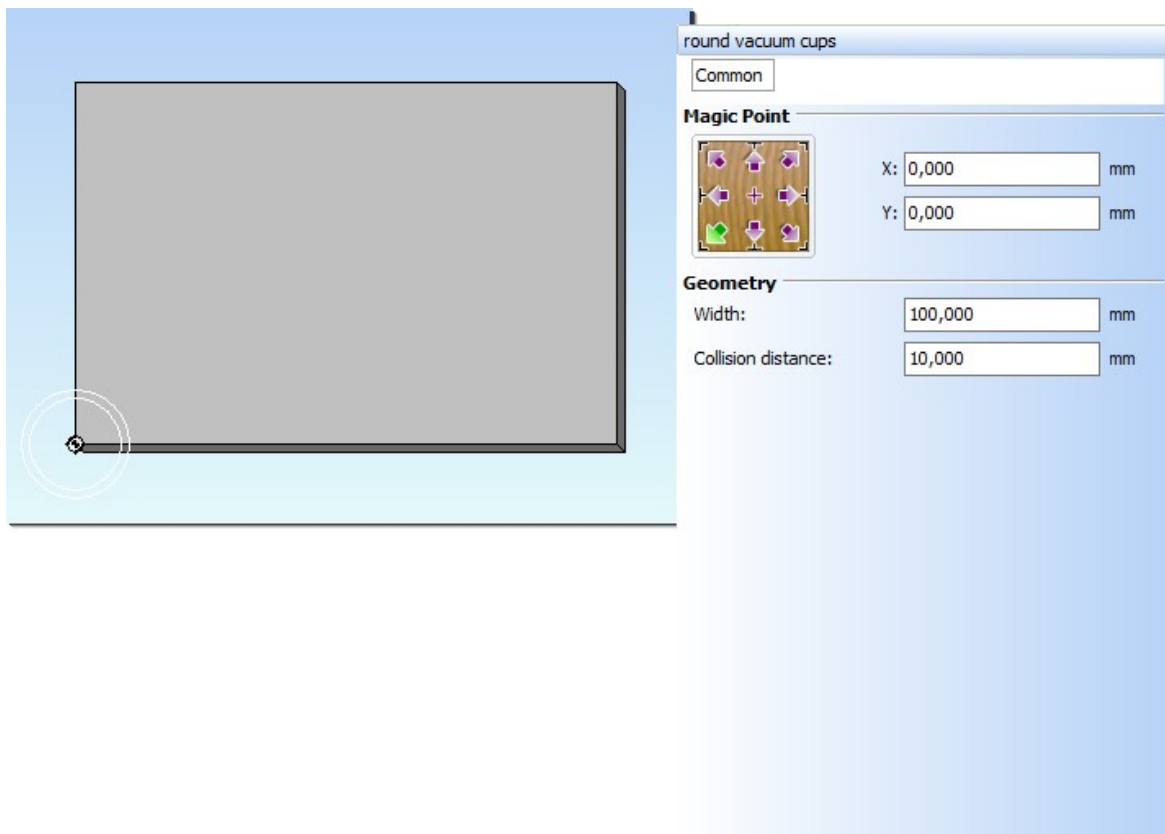 round vacuum cups
Common
Magic Point
X: 0,000 mm
Y: 0,000 mm
Geometry
Width: 100,000 mm
Collision distance: 10,000 mm